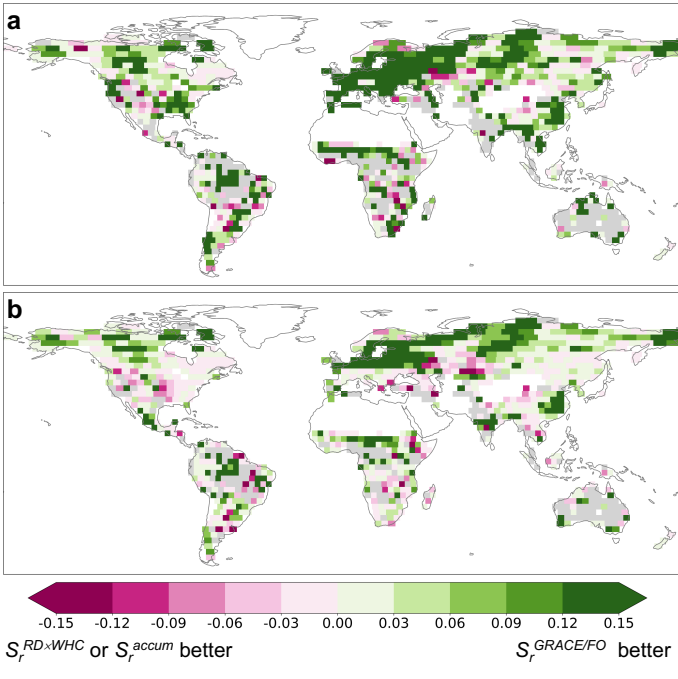 a
b
-0.15 -0.12 -0.09 -0.06 -0.03 0.00 0.03 0.06 0.09 0.12 0.15
S_r^{RD×WHC} or S_r^{accum} better S_r^{GRACE/FO} better